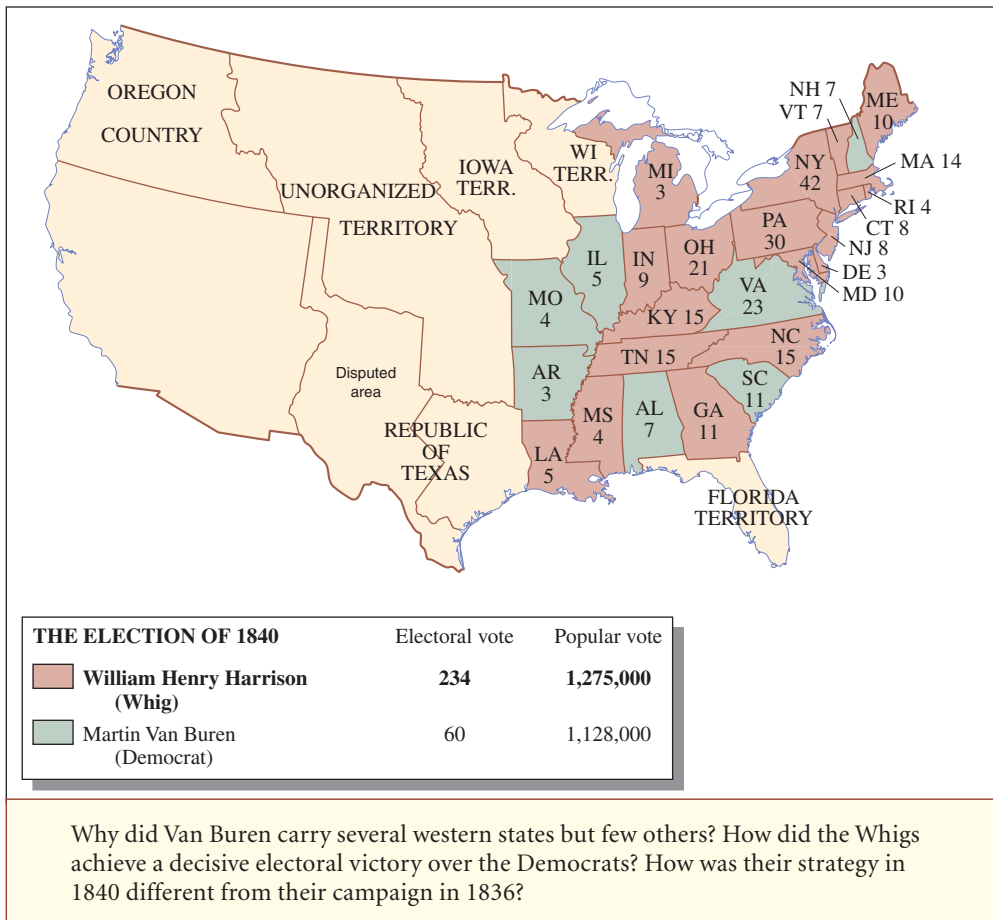 OREGON
COUNTRY
UNORGANIZED
TERRITORY
IOWA
TERR.
WI
TERR.
MI
3
NH 7
VT 7
ME
10
NY
42
MA 14
RI 4
CT 8
NJ 8
DE 3
MD 10
PA
30
OH
21
IN
9
IL
5
MO
4
VA
23
KY 15
NC
15
TN 15
AR
3
SC
11
MS
4
AL
7
GA
11
LA
5
Disputed
area
REPUBLIC
OF
TEXAS
FLORIDA
TERRITORY
THE ELECTION OF 1840 Electoral vote Popular vote
William Henry Harrison 234 1,275,000
(Whig)
Martin Van Buren 60 1,128,000
(Democrat)
Why did Van Buren carry several western states but few others? How did the Whigs
achieve a decisive electoral victory over the Democrats? How was their strategy in
1840 different from their campaign in 1836?